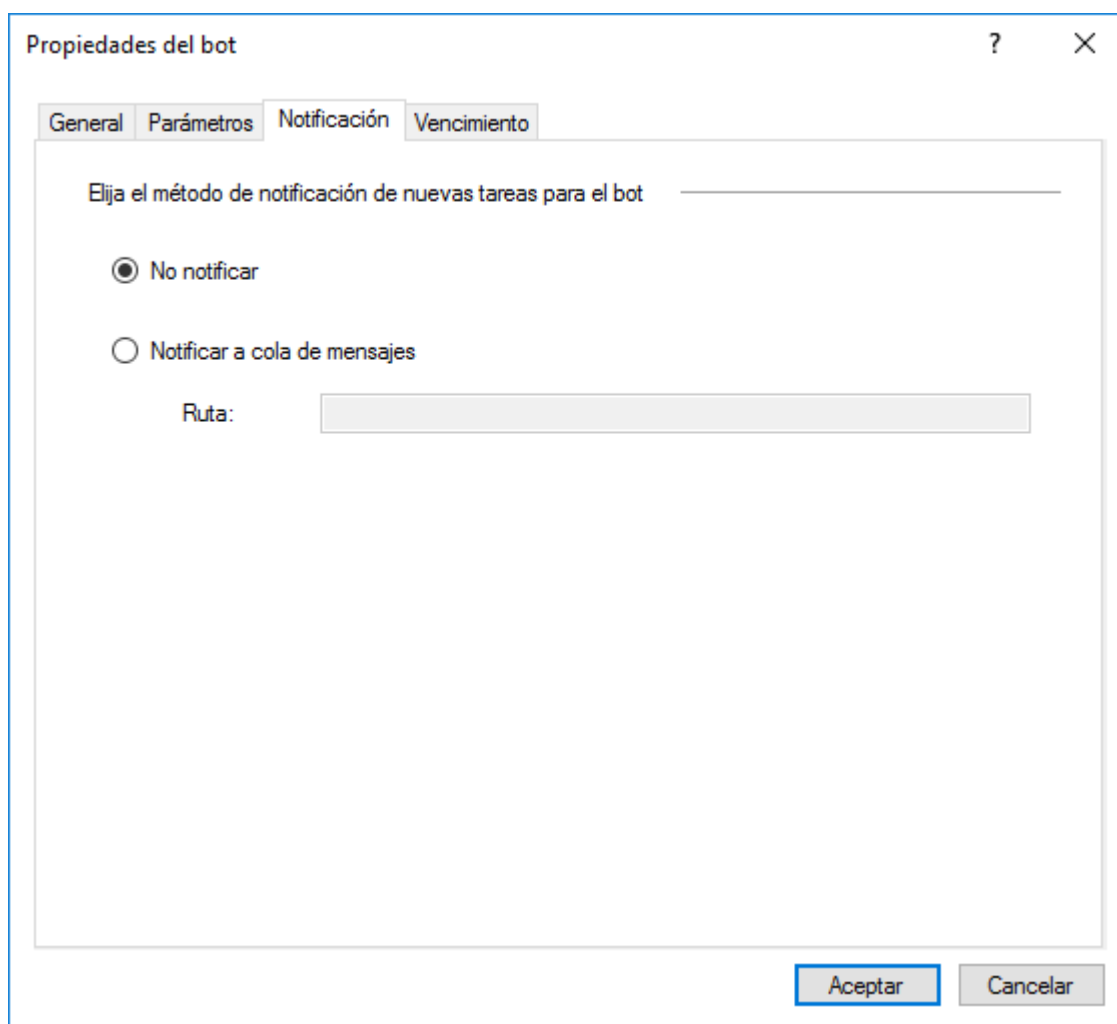 Propiedades del bot ?
General Parámetros Notificación Vencimiento
Elija el método de notificación de nuevas tareas para el bot
No notificar
Notificar a cola de mensajes
Ruta:
Aceptar Cancelar